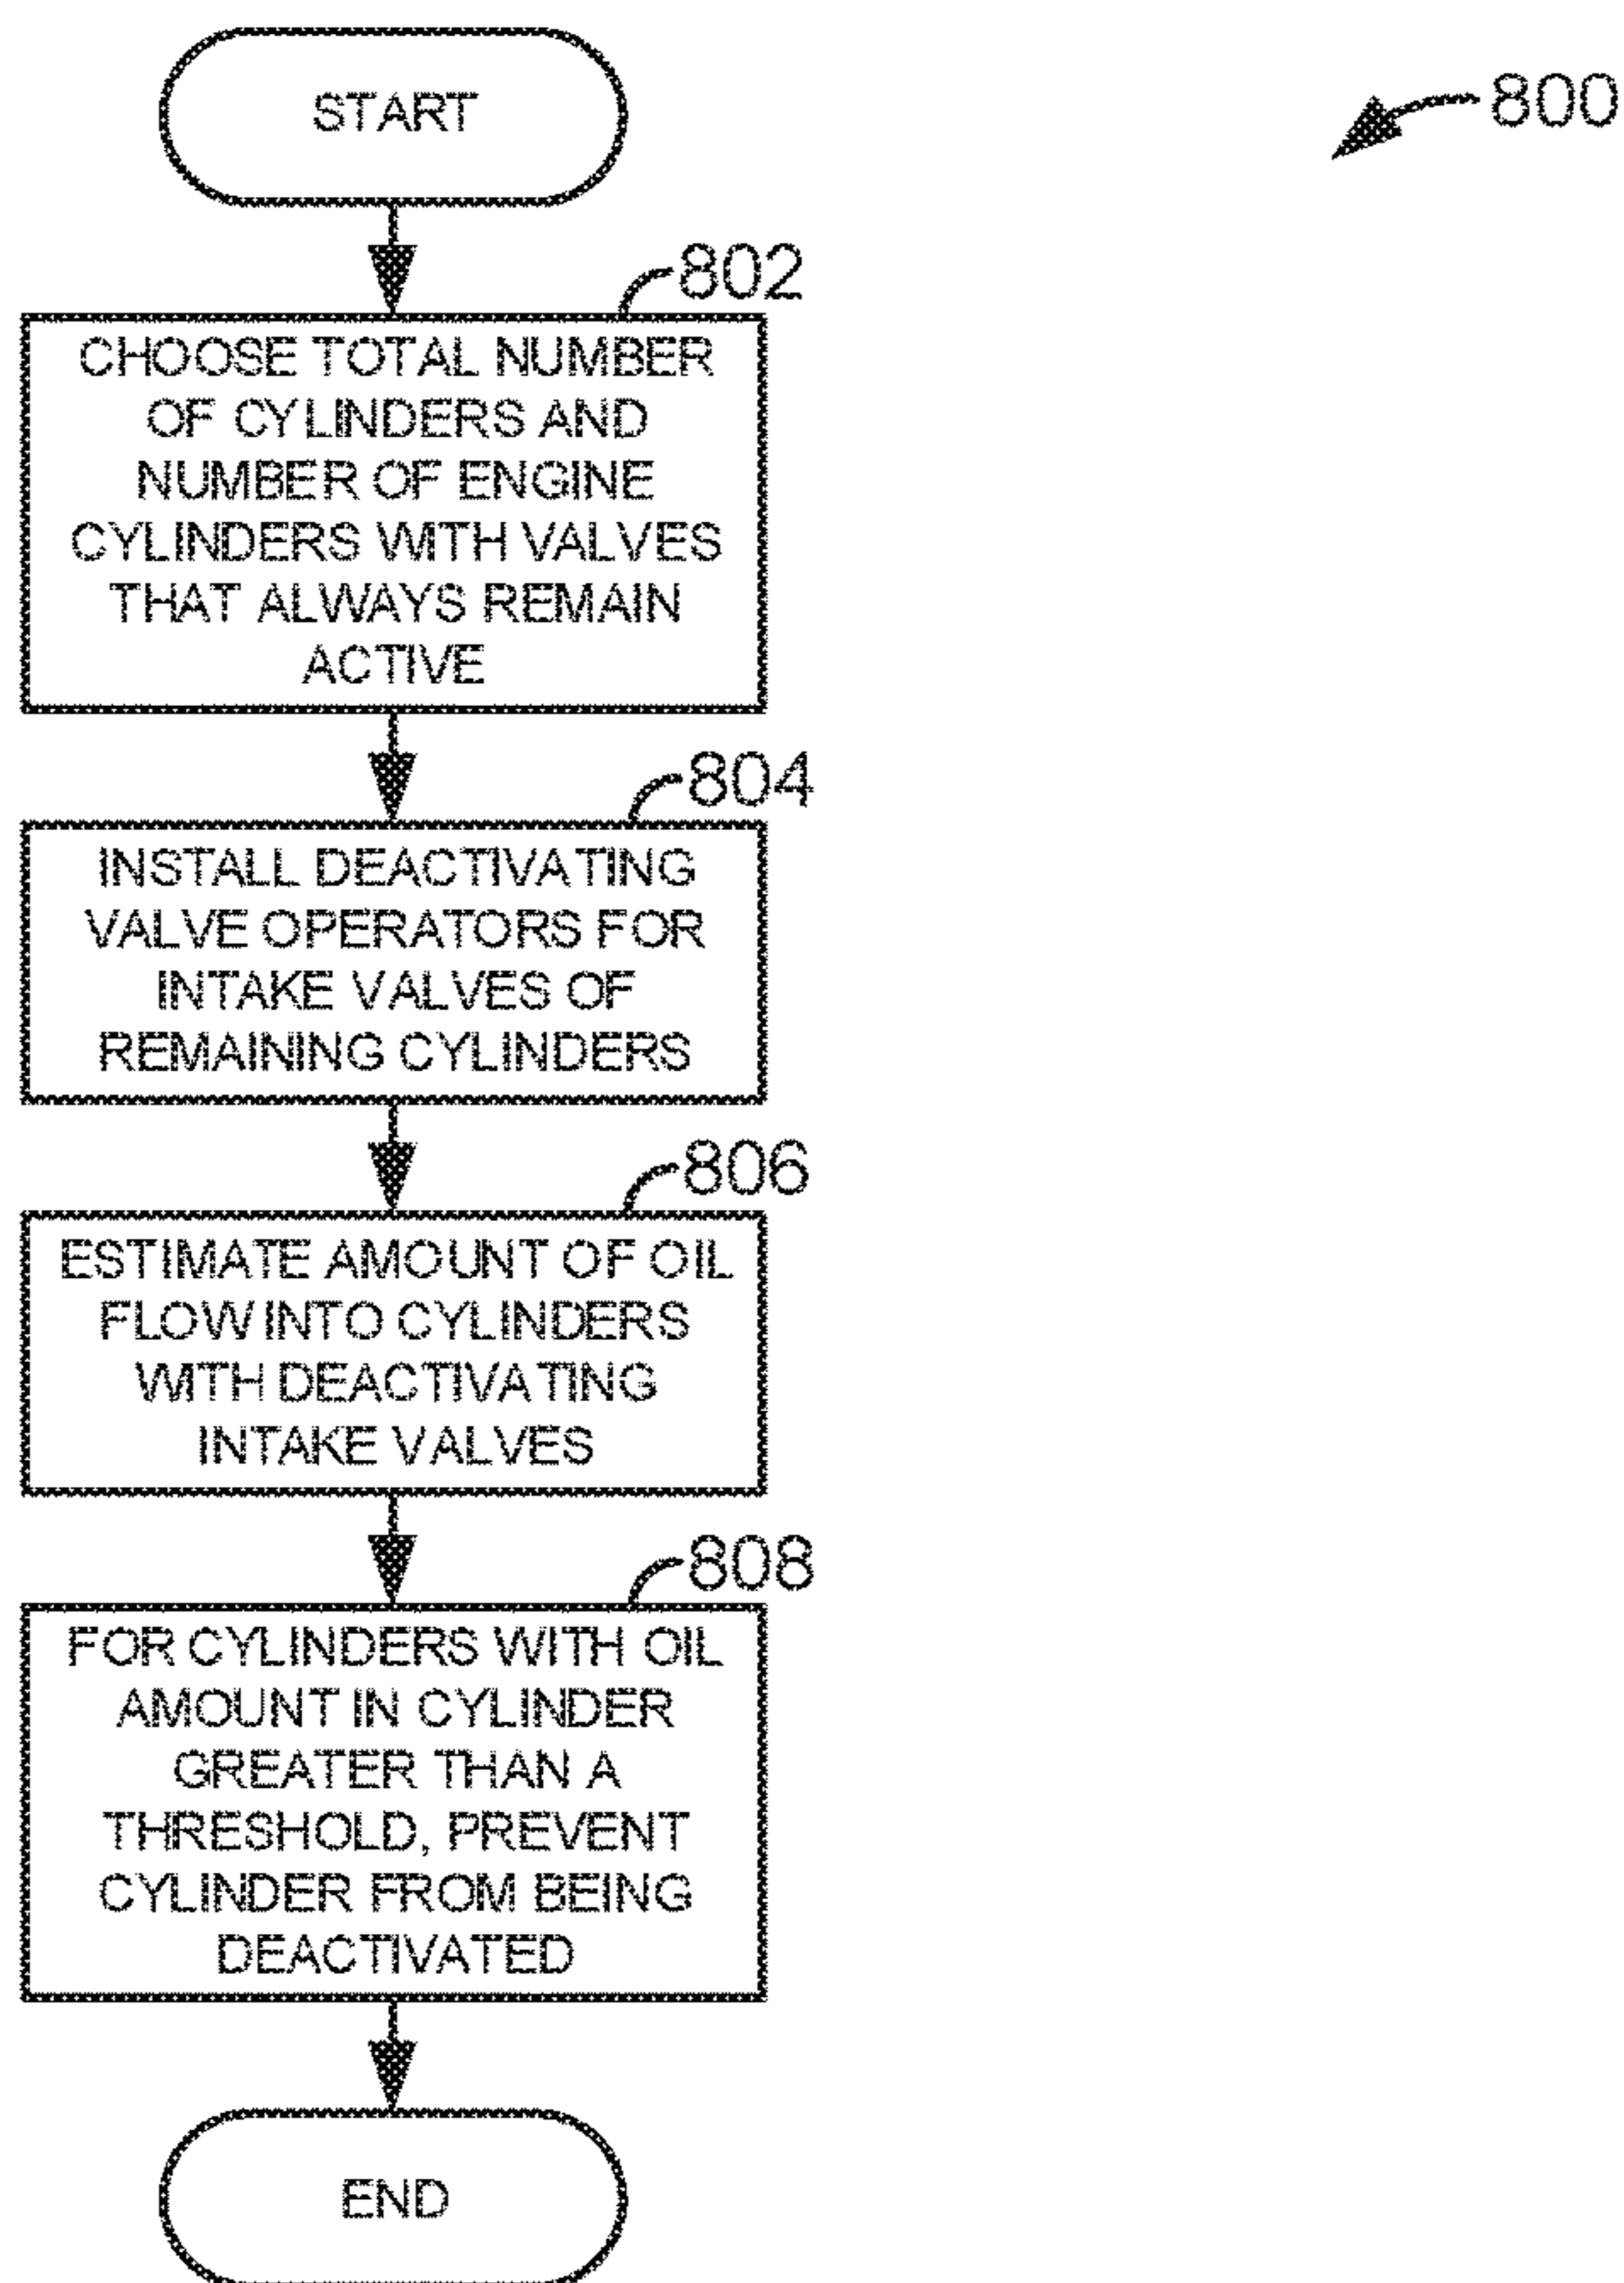 START
800
802
CHOOSE TOTAL NUMBER
OF CYLINDERS AND
NUMBER OF ENGINE
CYLINDERS WITH VALVES
THAT ALWAYS REMAIN
ACTIVE
804
INSTALL DEACTIVATING
VALVE OPERATORS FOR
INTAKE VALVES OF
REMAINING CYLINDERS
806
ESTIMATE AMOUNT OF OIL
FLOW INTO CYLINDERS
WITH DEACTIVATING
INTAKE VALVES
808
FOR CYLINDERS WITH OIL
AMOUNT IN CYLINDER
GREATER THAN A
THRESHOLD, PREVENT
CYLINDER FROM BEING
DEACTIVATED
END